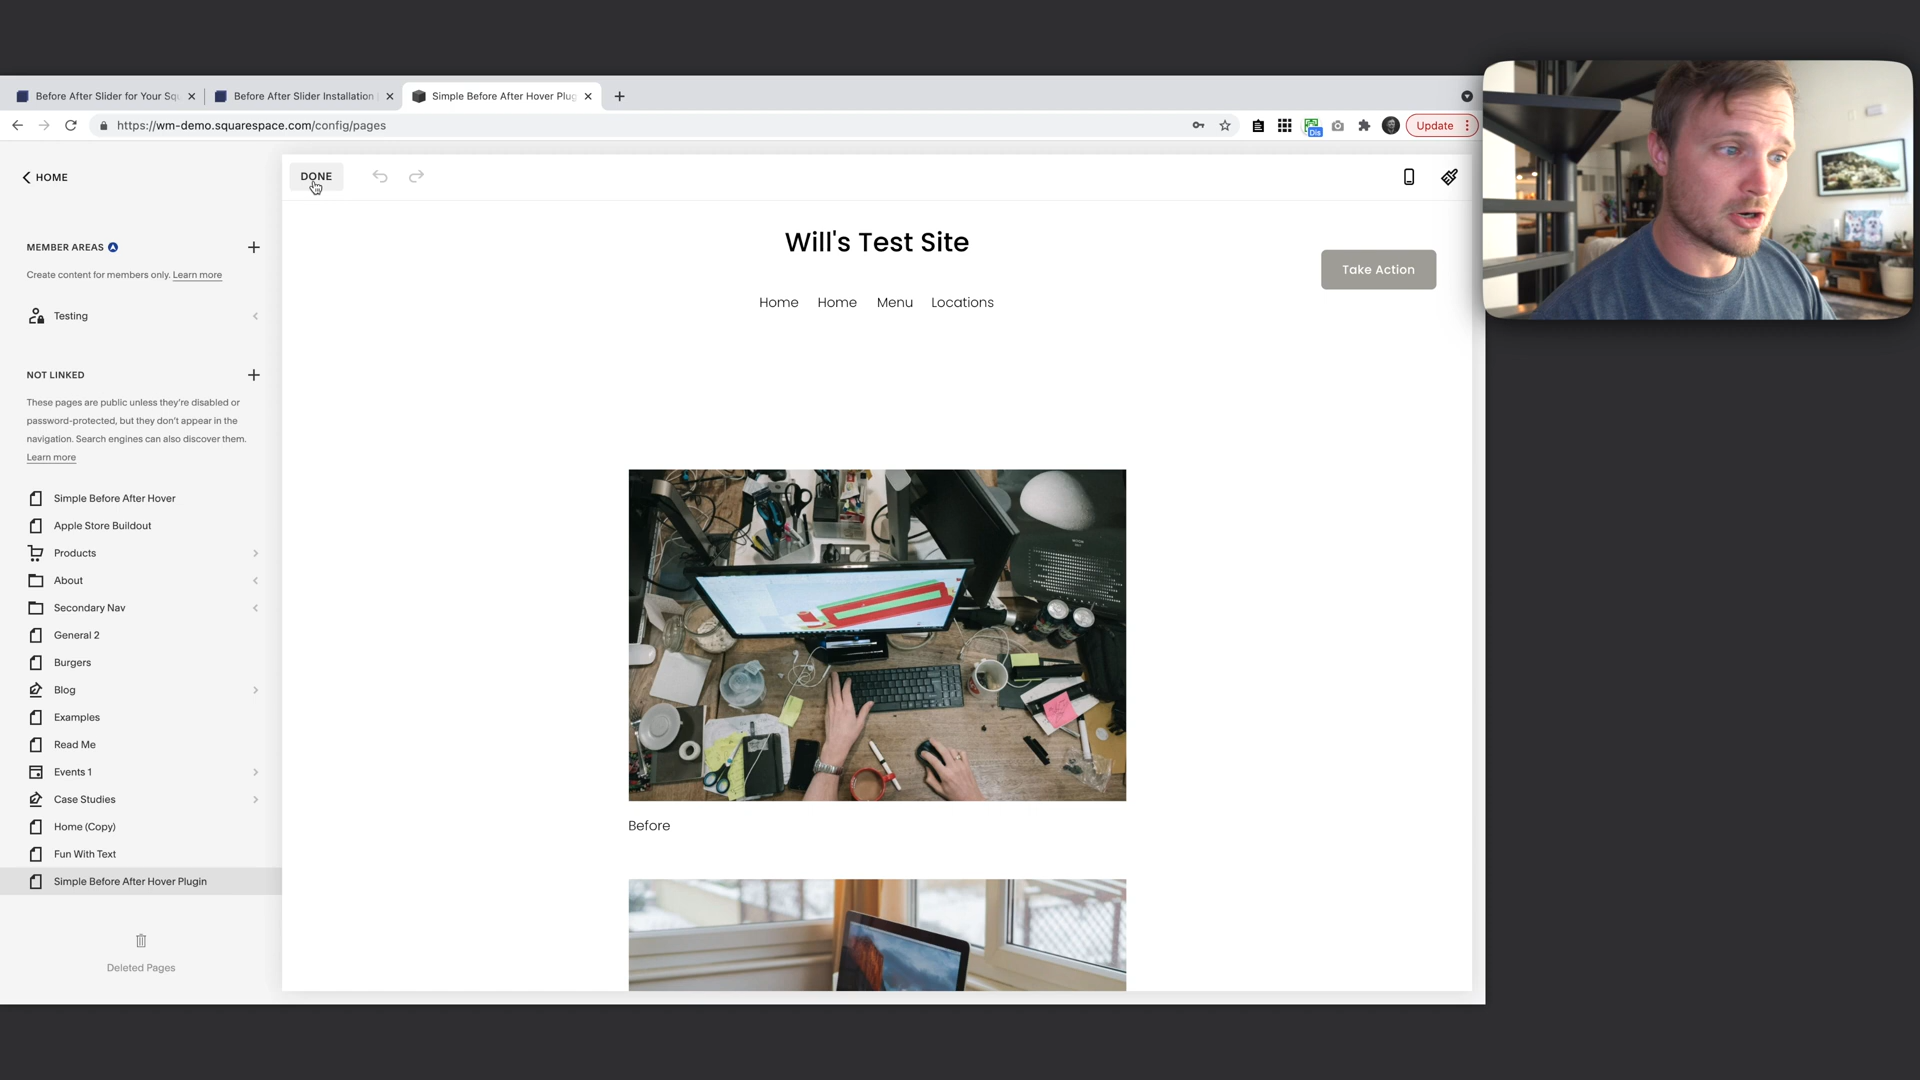 Before After Slider for Your Sq
Before After Slider Installation
Simple Before After Hover Plug
https://wm-demo.squarespace.com/config/pages
Dis
Update
HOME
DONE
MEMBER AREAS
Create content for members only. Learn more
Testing
NOT LINKED
These pages are public unless they're disabled or
password-protected, but they don't appear in the
navigation. Search engines can also discover them.
Learn more
Simple Before After Hover
Apple Store Buildout
Products
About
Secondary Nav
General 2
Burgers
Blog
Examples
Read Me
Events 1
Case Studies
Home (Copy)
Fun With Text
Simple Before After Hover Plugin
Deleted Pages
Will's Test Site
Take Action
Home Home Menu Locations
Before